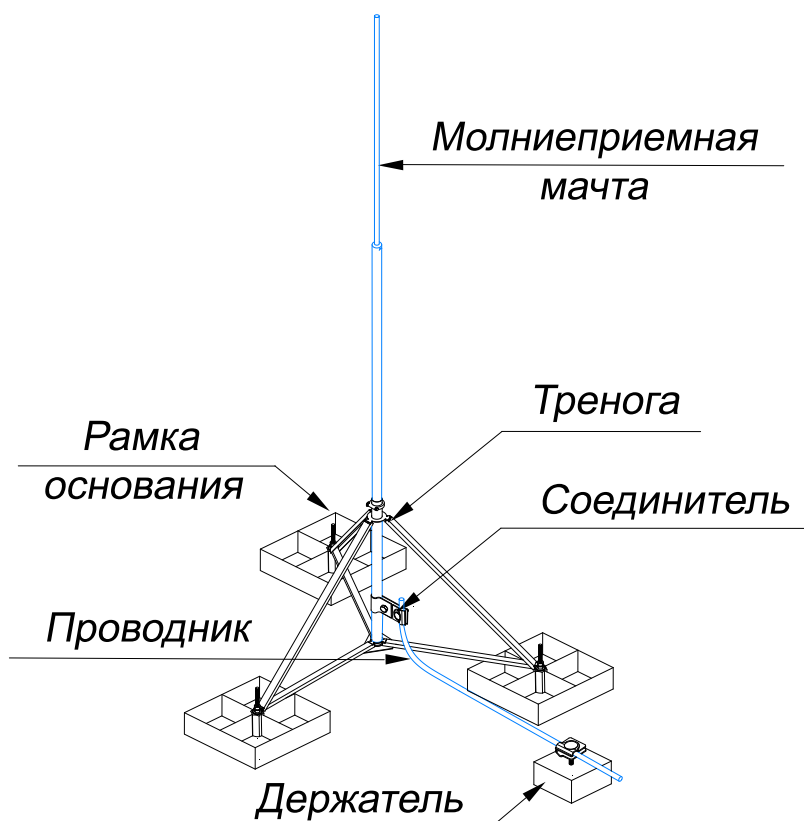 Молниеприемная
мачта
Тренога
Рамка
основания
Соединитель
Проводник
Держатель